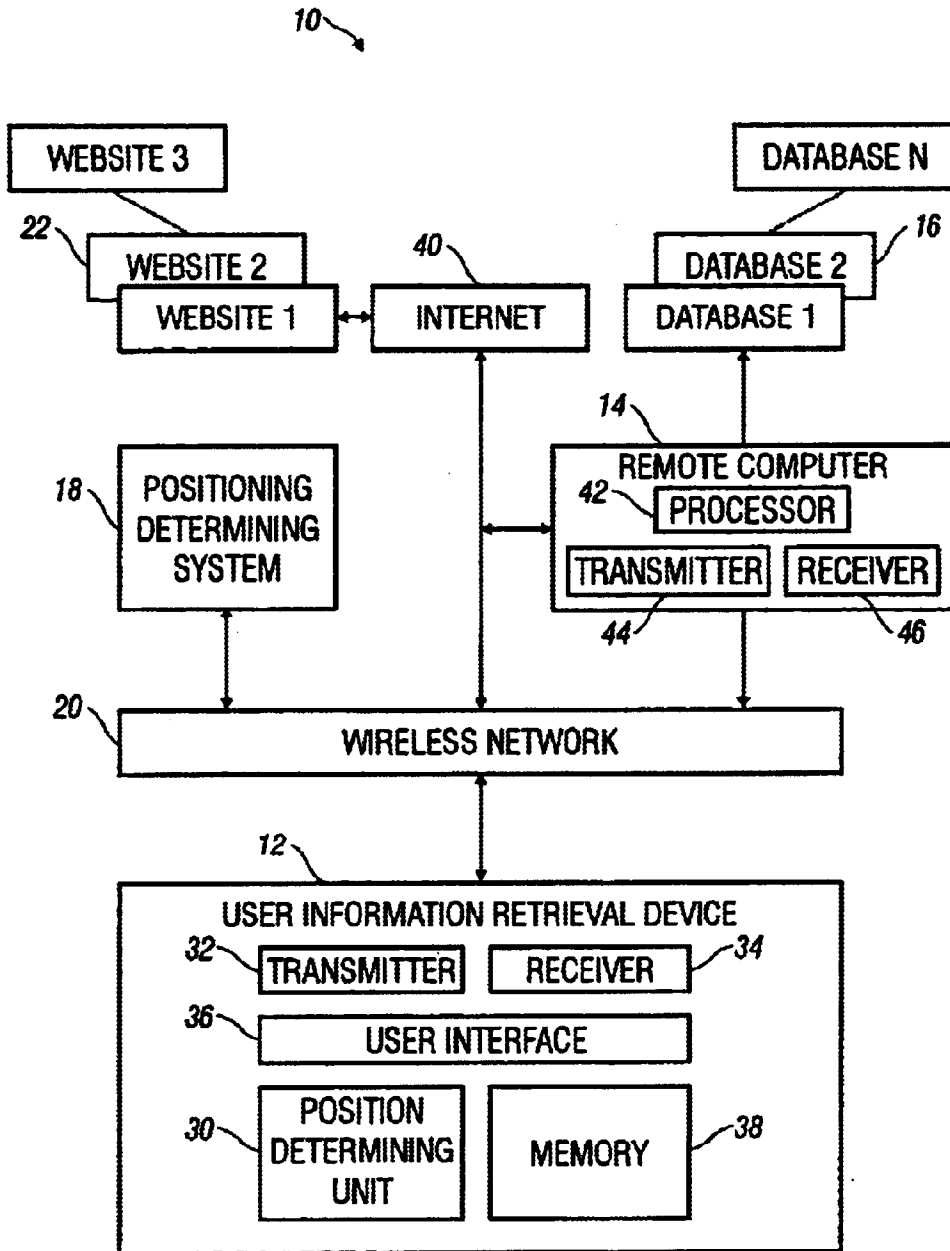 10
WEBSITE 3
DATABASE N
22
WEBSITE 2
40
DATABASE 2
16
WEBSITE 1
INTERNET
DATABASE 1
14
18
POSITIONING
DETERMINING
SYSTEM
REMOTE COMPUTER
42
PROCESSOR
TRANSMITTER
RECEIVER
44
46
20
WIRELESS NETWORK
12
USER INFORMATION RETRIEVAL DEVICE
32
TRANSMITTER
RECEIVER
34
36
USER INTERFACE
30
POSITION
DETERMINING
UNIT
MEMORY
38